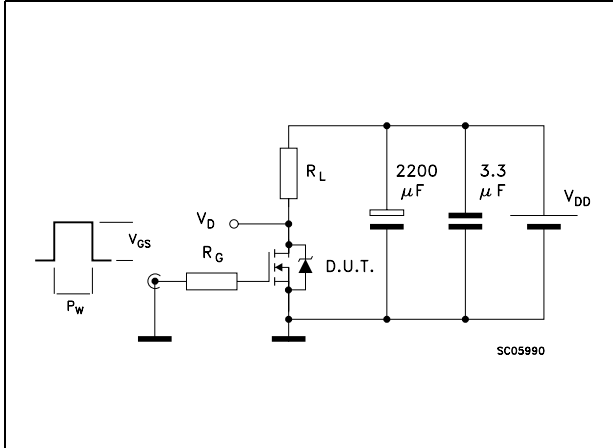 R_L
2200
μF
3.3
μF
V_DD
V_D
V_GS
R_G
D.U.T.
P_W
SC05990